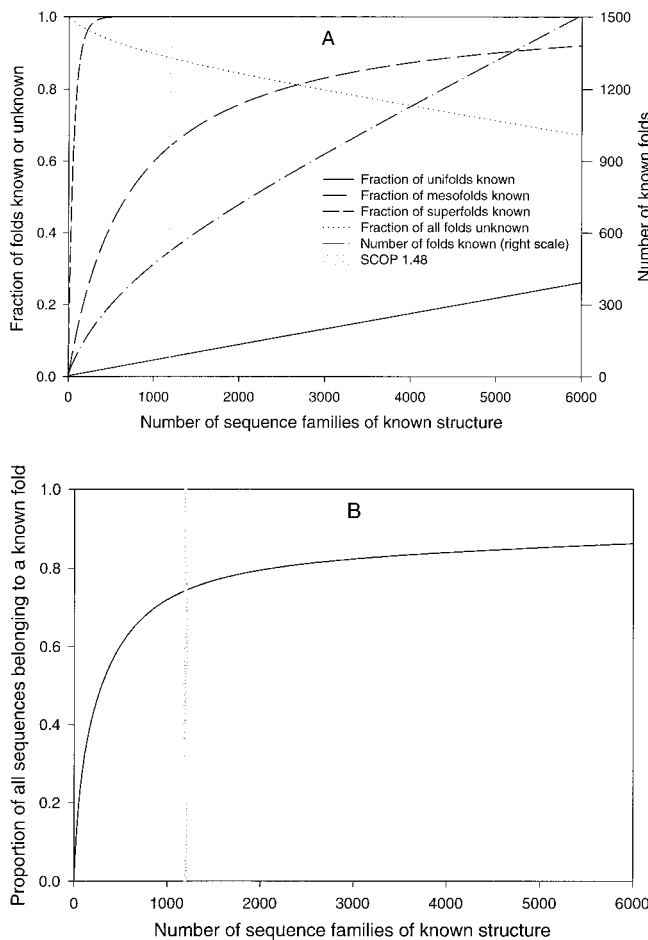 A
1.0
0.8
0.6
0.4
0.2
0.0
Fraction of folds known or unknown
1500
1200
900
600
300
0
Number of known folds
Fraction of unifolds known
Fraction of mesofolds known
Fraction of superfolds known
Fraction of all folds unknown
Number of folds known (right scale)
SCOP 1.48
0 1000 2000 3000 4000 5000 6000
Number of sequence families of known structure
B
1.0
0.8
0.6
0.4
0.2
0.0
Proportion of all sequences belonging to a known fold
0 1000 2000 3000 4000 5000 6000
Number of sequence families of known structure